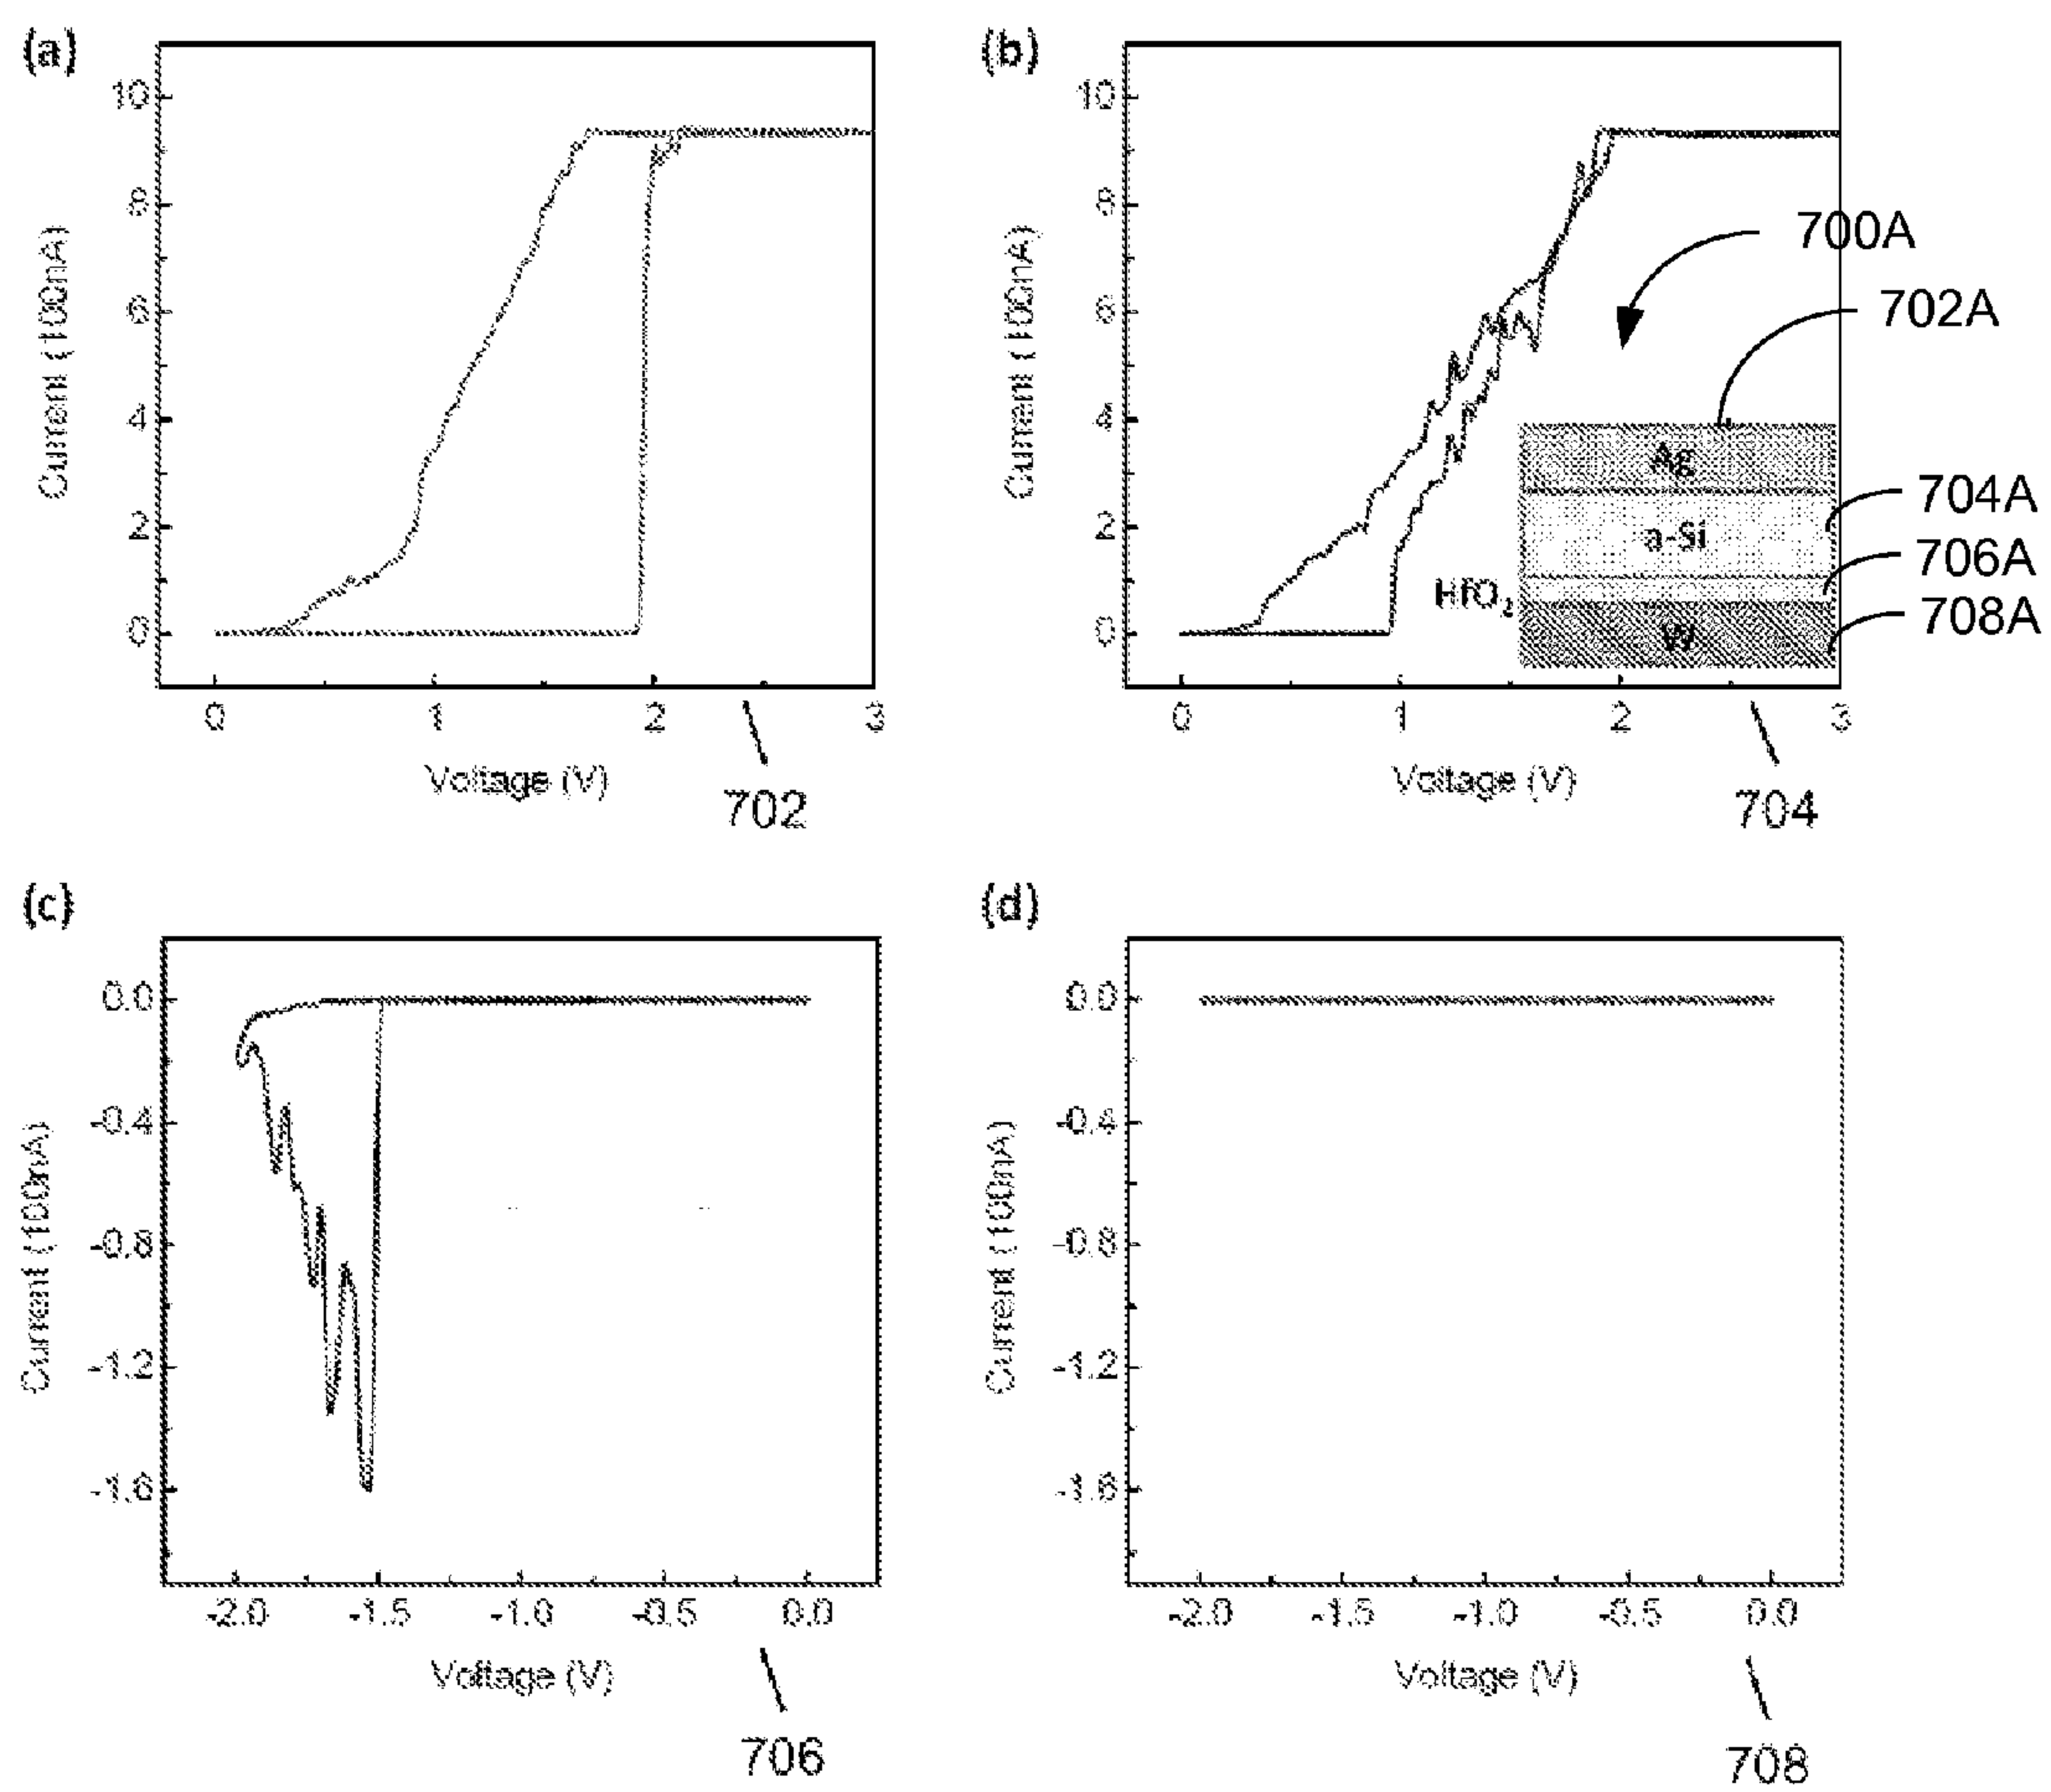 (a)
10
8
6
4
2
0
Current (100nA)
0 1 2 3
Voltage (V)
702
(b)
10
8
6
4
2
0
Current (100nA)
700A
702A
Ag
704A
a-Si
706A
HfO₂
708A
W
0 1 2 3
Voltage (V)
704
(c)
0.0
-0.4
-0.8
-1.2
-1.6
Current (100nA)
-2.0 -1.5 -1.0 -0.5 0.0
Voltage (V)
706
(d)
0.0
-0.4
-0.8
-1.2
-1.6
Current (100nA)
-2.0 -1.5 -1.0 -0.5 0.0
Voltage (V)
708